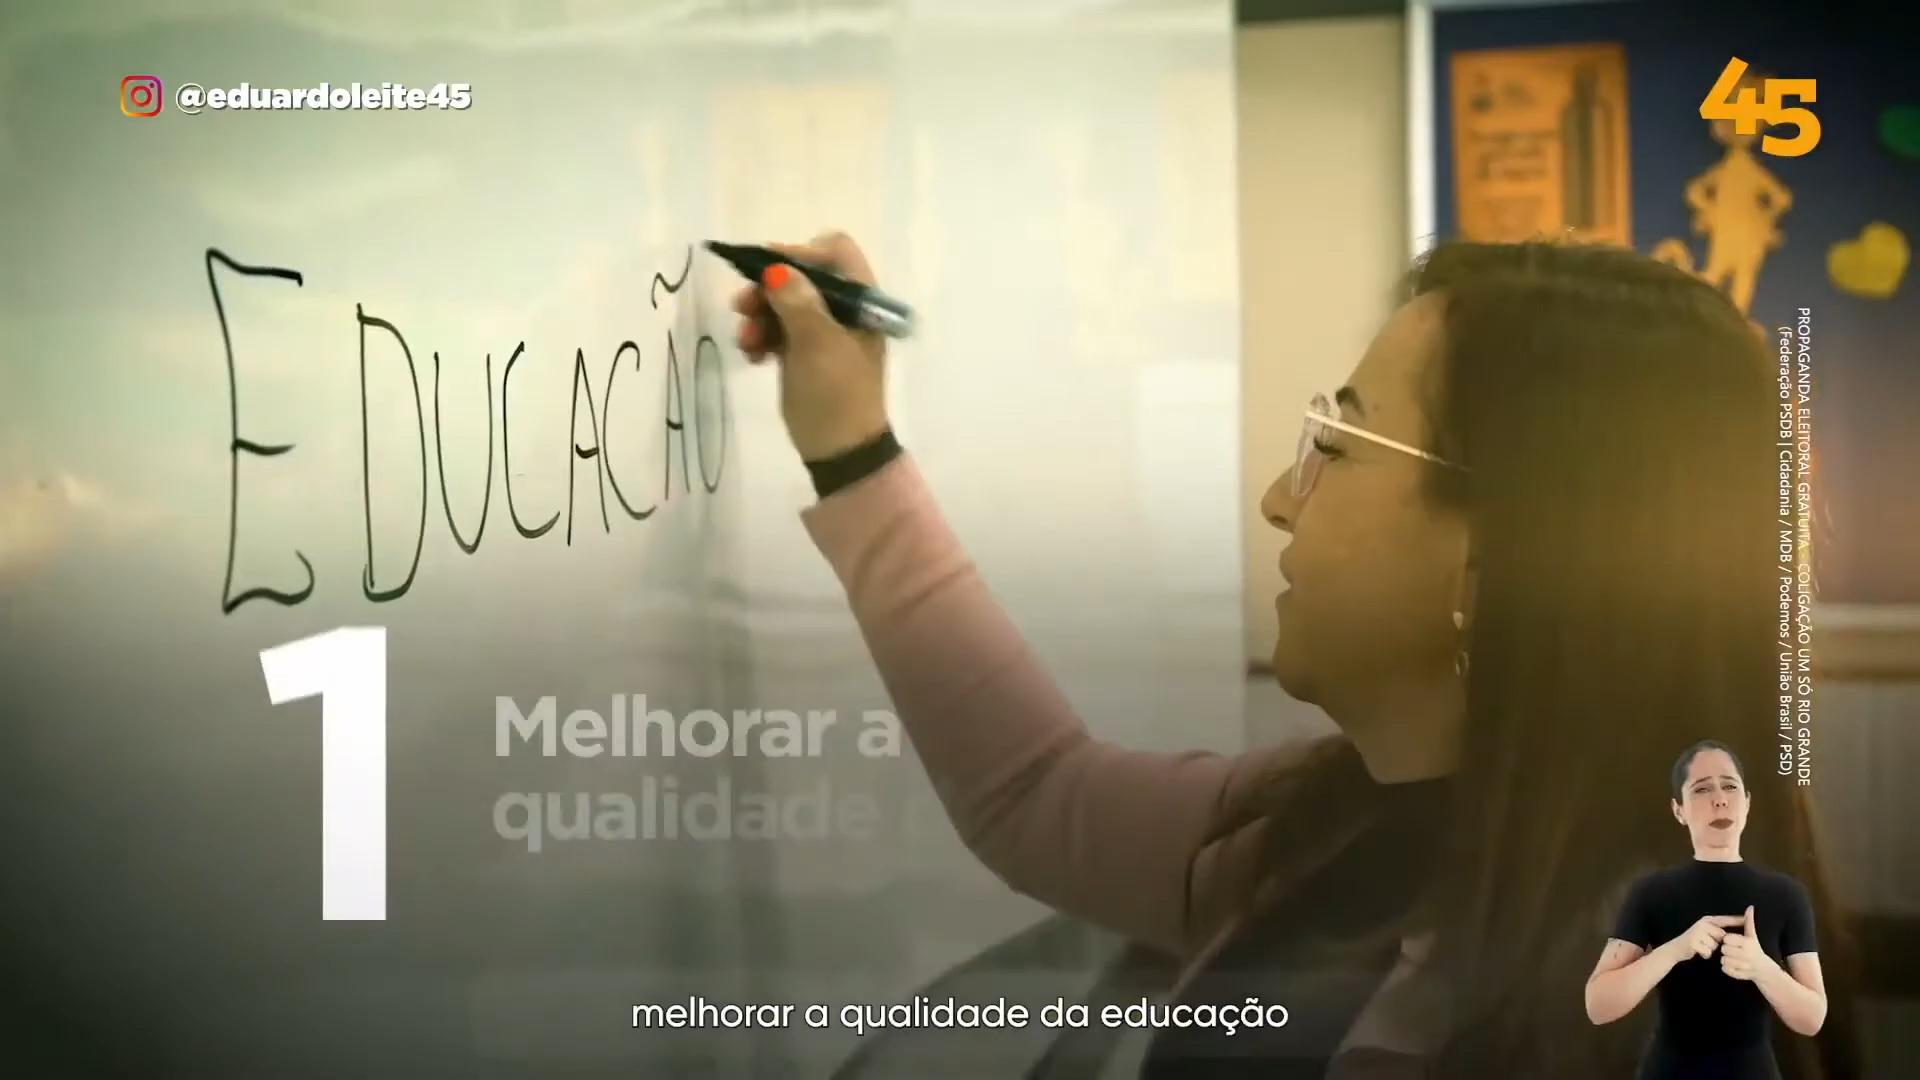 @eduardoleite45
45
EDUCAÇÃO
1
Melhorar a
qualidade
melhorar a qualidade da educação
PROPAGANDA ELEITORAL GRATUITA - COLIGAÇÃO UM SÓ RIO GRANDE
(Federação PSDB | Cidadania / MDB / Podemos / União Brasil / PSD)